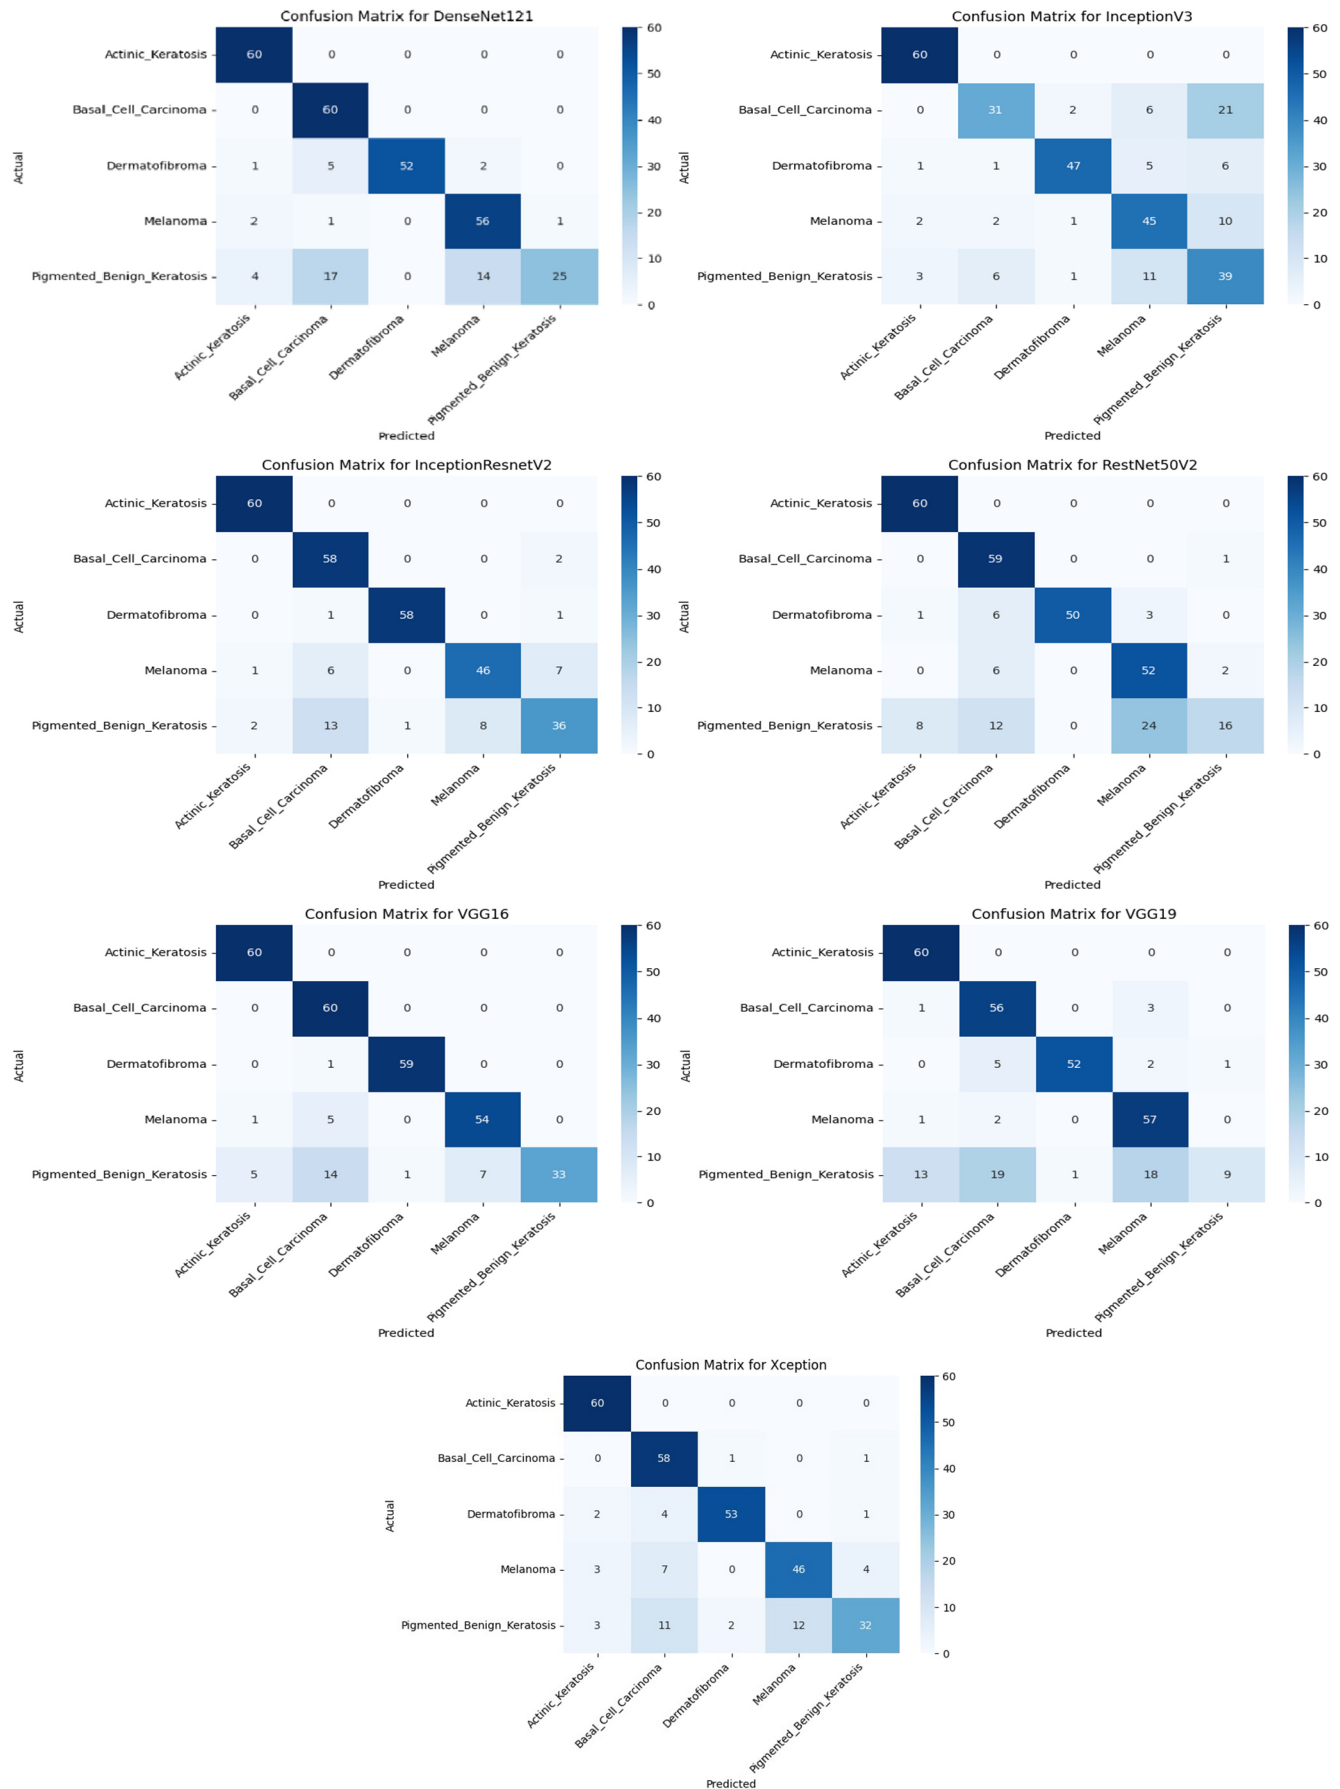 Confusion Matrix for DenseNet121
Actual
Actinic_Keratosis 60 0 0 0 0
Basal_Cell_Carcinoma 0 60 0 0 0
Dermatofibroma 1 5 52 2 0
Melanoma 2 1 0 56 1
Pigmented_Benign_Keratosis 4 17 0 14 25
60
50
40
30
20
10
0
Actinic_Keratosis
Basal_Cell_Carcinoma
Dermatofibroma
Melanoma
Pigmented_Benign_Keratosis
Predicted
Confusion Matrix for InceptionV3
Actual
Actinic_Keratosis 60 0 0 0 0
Basal_Cell_Carcinoma 0 31 2 6 21
Dermatofibroma 1 1 47 5 6
Melanoma 2 2 1 45 10
Pigmented_Benign_Keratosis 3 6 1 11 39
60
50
40
30
20
10
0
Actinic_Keratosis
Basal_Cell_Carcinoma
Dermatofibroma
Melanoma
Pigmented_Benign_Keratosis
Predicted
Confusion Matrix for InceptionResnetV2
Actual
Actinic_Keratosis 60 0 0 0 0
Basal_Cell_Carcinoma 0 58 0 0 2
Dermatofibroma 0 1 58 0 1
Melanoma 1 6 0 46 7
Pigmented_Benign_Keratosis 2 13 1 8 36
60
50
40
30
20
10
0
Actinic_Keratosis
Basal_Cell_Carcinoma
Dermatofibroma
Melanoma
Pigmented_Benign_Keratosis
Predicted
Confusion Matrix for RestNet50V2
Actual
Actinic_Keratosis 60 0 0 0 0
Basal_Cell_Carcinoma 0 59 0 0 1
Dermatofibroma 1 6 50 3 0
Melanoma 0 6 0 52 2
Pigmented_Benign_Keratosis 8 12 0 24 16
60
50
40
30
20
10
0
Actinic_Keratosis
Basal_Cell_Carcinoma
Dermatofibroma
Melanoma
Pigmented_Benign_Keratosis
Predicted
Confusion Matrix for VGG16
Actual
Actinic_Keratosis 60 0 0 0 0
Basal_Cell_Carcinoma 0 60 0 0 0
Dermatofibroma 0 1 59 0 0
Melanoma 1 5 0 54 0
Pigmented_Benign_Keratosis 5 14 1 7 33
60
50
40
30
20
10
0
Actinic_Keratosis
Basal_Cell_Carcinoma
Dermatofibroma
Melanoma
Pigmented_Benign_Keratosis
Predicted
Confusion Matrix for VGG19
Actual
Actinic_Keratosis 60 0 0 0 0
Basal_Cell_Carcinoma 1 56 0 3 0
Dermatofibroma 0 5 52 2 1
Melanoma 1 2 0 57 0
Pigmented_Benign_Keratosis 13 19 1 18 9
60
50
40
30
20
10
0
Actinic_Keratosis
Basal_Cell_Carcinoma
Dermatofibroma
Melanoma
Pigmented_Benign_Keratosis
Predicted
Confusion Matrix for Xception
Actual
Actinic_Keratosis 60 0 0 0 0
Basal_Cell_Carcinoma 0 58 1 0 1
Dermatofibroma 2 4 53 0 1
Melanoma 3 7 0 46 4
Pigmented_Benign_Keratosis 3 11 2 12 32
60
50
40
30
20
10
0
Actinic_Keratosis
Basal_Cell_Carcinoma
Dermatofibroma
Melanoma
Pigmented_Benign_Keratosis
Predicted